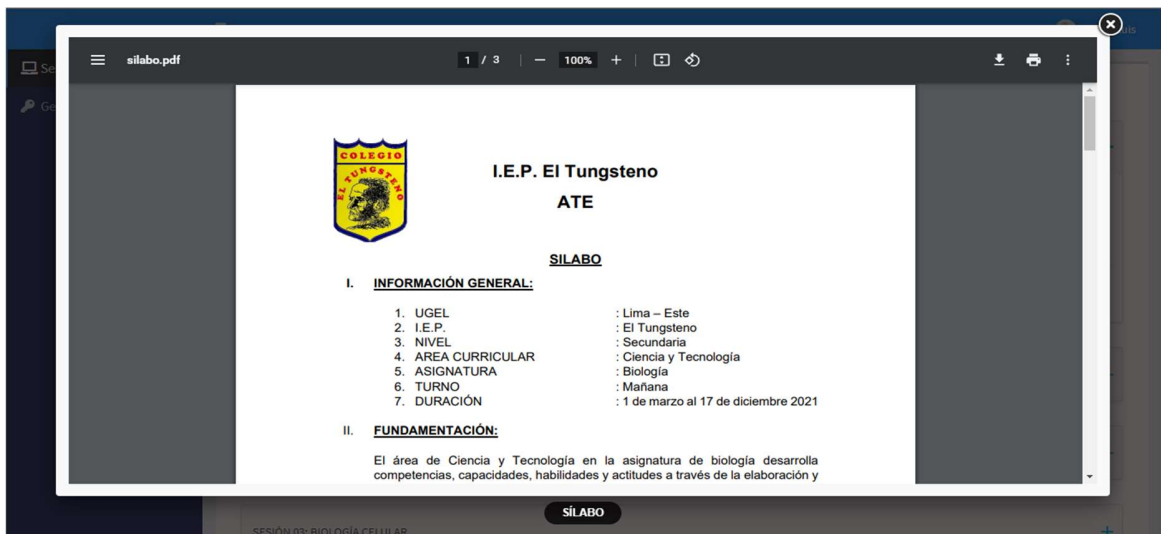 uis
Se
Ge
silabo.pdf
1 / 3
100%
COLEGIO
EL TUNGSTENO
I.E.P. El Tungsteno
ATE
SILABO
I. INFORMACIÓN GENERAL:
1. UGEL : Lima – Este
2. I.E.P. : El Tungsteno
3. NIVEL : Secundaria
4. AREA CURRICULAR : Ciencia y Tecnología
5. ASIGNATURA : Biología
6. TURNO : Mañana
7. DURACIÓN : 1 de marzo al 17 de diciembre 2021
II. FUNDAMENTACIÓN:
El área de Ciencia y Tecnología en la asignatura de biología desarrolla
competencias, capacidades, habilidades y actitudes a través de la elaboración y
SÍLABO
SESIÓN 03: BIOLOGÍA CELULAR